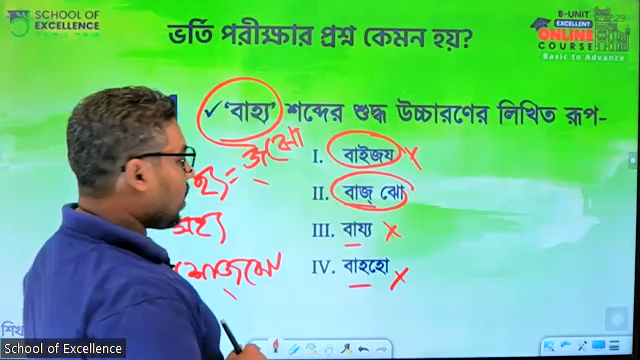 SCHOOL OF
EXCELLENCE
B-UNIT
EXCELLENT
ONLINE
COURSE
Basic to Advance
ভর্তি পরীক্ষার প্রশ্ন কেমন হয়?
✓ 'বাহ্য' শব্দের শুদ্ধ উচ্চারণের লিখিত রূপ-
I. বাইজয
II. বাজ্ ঝো
III. বায্য
IV. বাহহো
School of Excellence